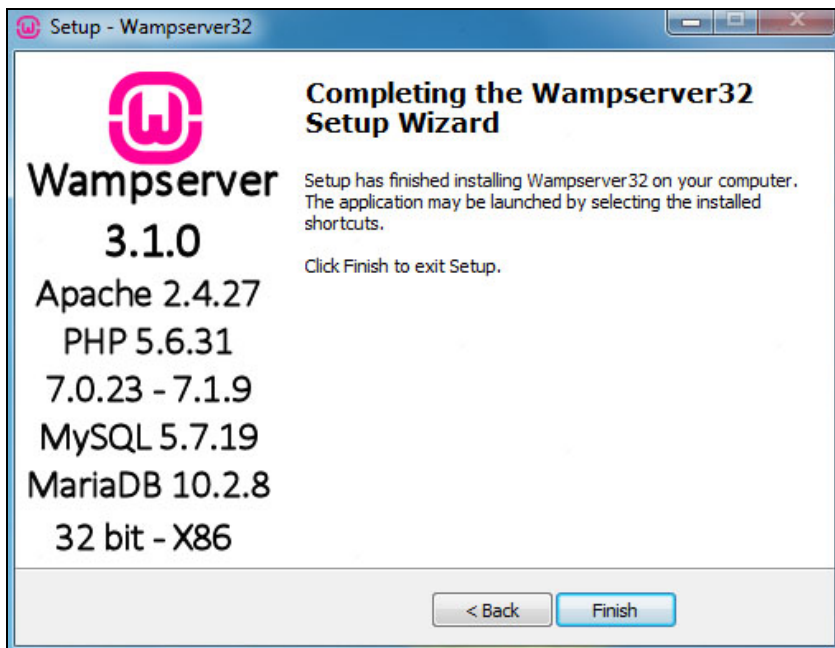 Setup - Wampserver32
Wampserver
3.1.0
Apache 2.4.27
PHP 5.6.31
7.0.23 - 7.1.9
MySQL 5.7.19
MariaDB 10.2.8
32 bit - X86
Completing the Wampserver32
Setup Wizard
Setup has finished installing Wampserver32 on your computer.
The application may be launched by selecting the installed
shortcuts.
Click Finish to exit Setup.
< Back
Finish